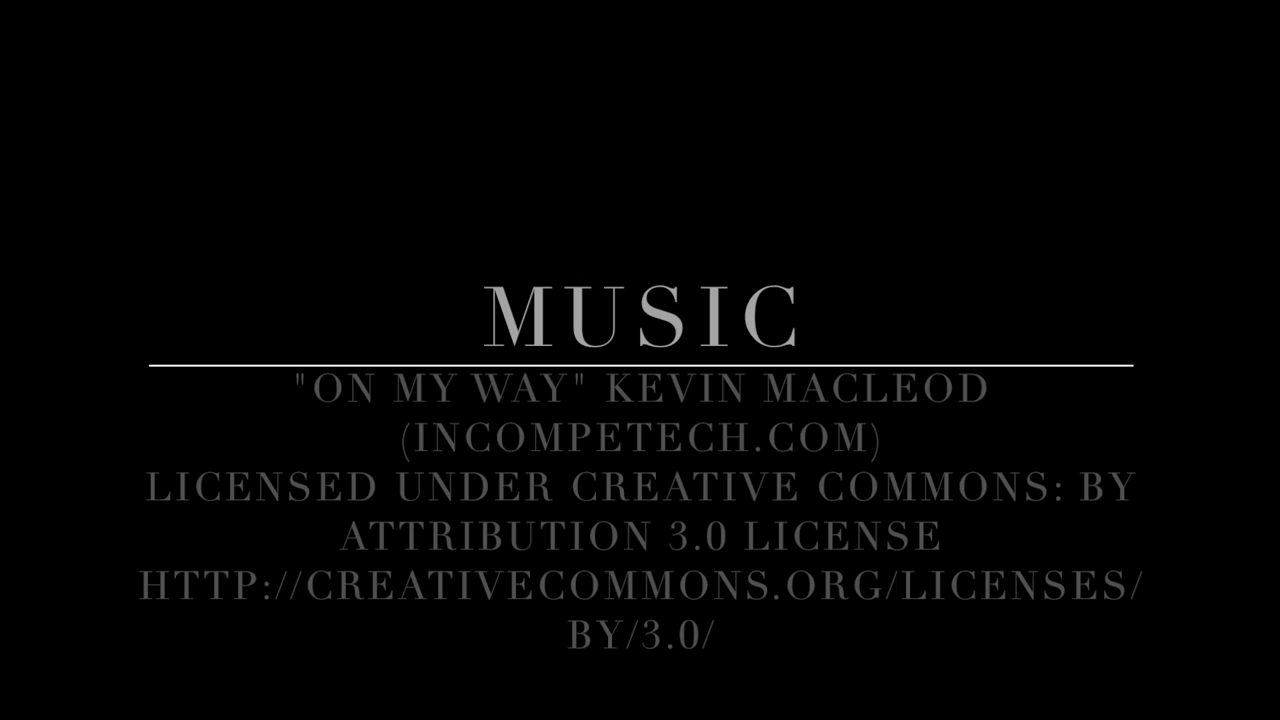 MUSIC
"ON MY WAY" KEVIN MACLEOD
(INCOMPETECH.COM)
LICENSED UNDER CREATIVE COMMONS: BY
ATTRIBUTION 3.0 LICENSE
HTTP://CREATIVECOMMONS.ORG/LICENSES/
BY/3.0/